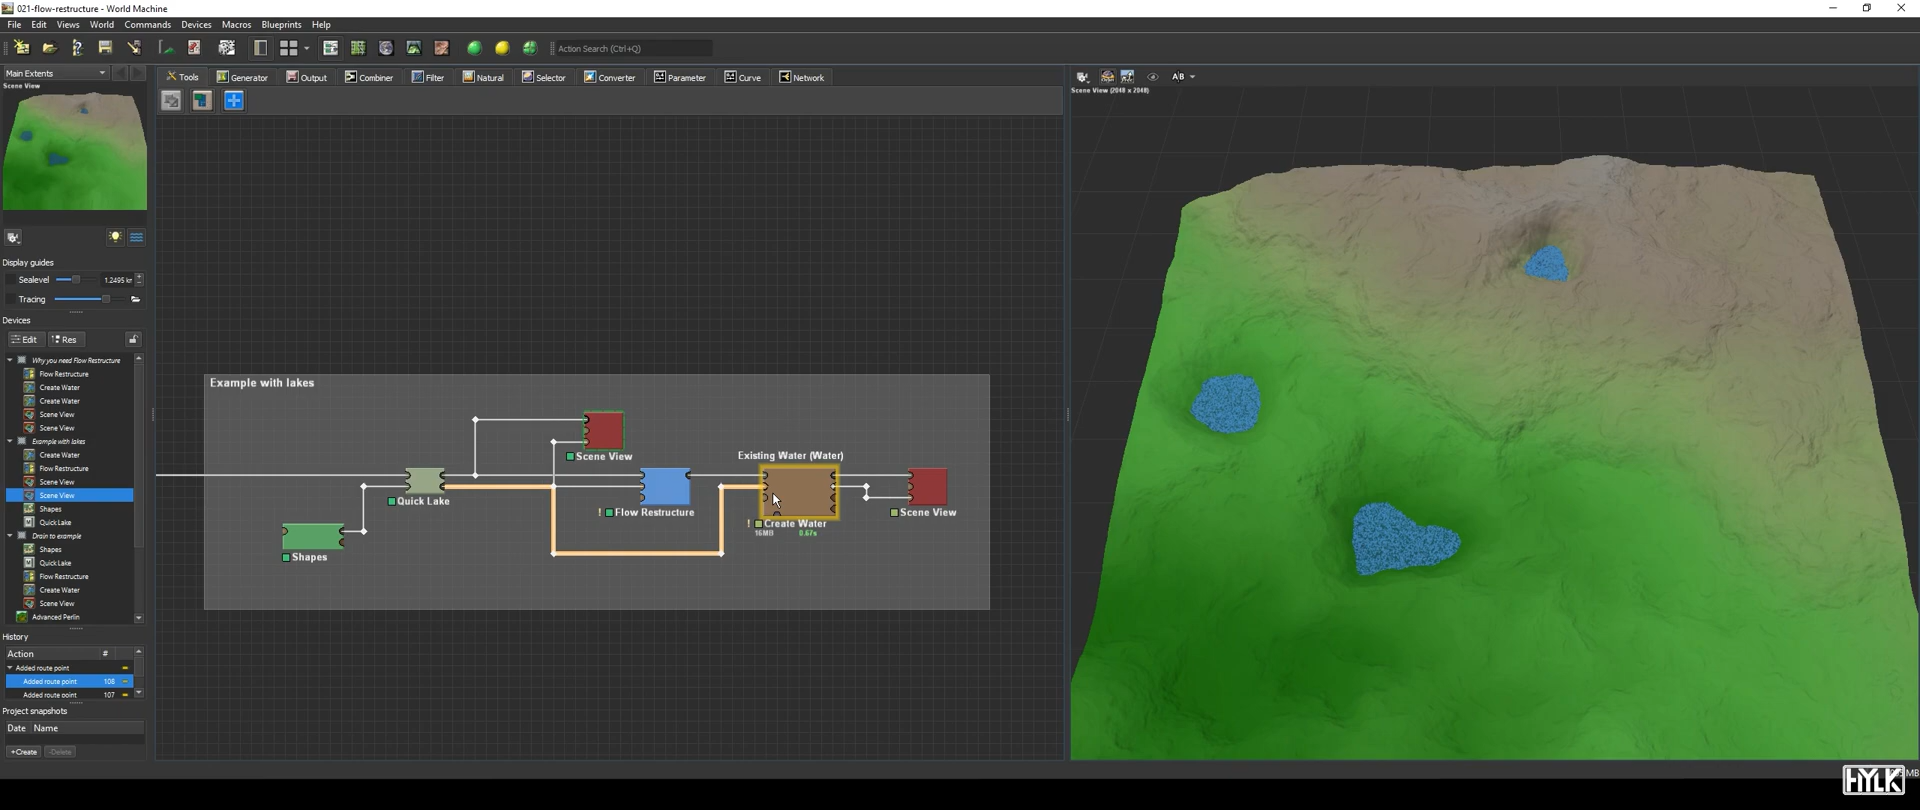 021-flow-restructure - World Machine
File Edit Views World Commands Devices Macros Blueprints Help
Action Search (Ctrl+Q)
Main Extents
Scene View
Tools Generator Output Combiner Filter Natural Selector Converter Parameter Curve Network
AB
Scene View (2048 x 2048)
Display guides
Sealevel 1.2495 kr
Tracing
Devices
Edit Res
Why you need Flow Restructure
Flow Restructure
Create Water
Create Water
Scene View
Scene View
Example with lakes
Create Water
Flow Restructure
Scene View
Scene View
Shapes
Quick Lake
Drain to example
Shapes
Quick Lake
Flow Restructure
Create Water
Scene View
Advanced Perlin
History
Action #
Added route point
Added route point 108
Added route point 107
Project snapshots
Date Name
+Create -Delete
Example with lakes
Scene View
Existing Water (Water)
Quick Lake
! Flow Restructure
! Create Water
16MB 0.67s
Scene View
Shapes
HYLK
MB